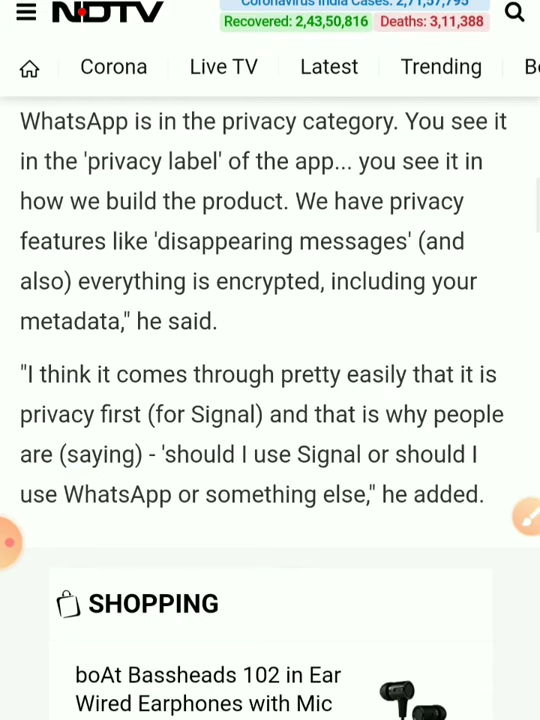 NDTV
Coronavirus India Cases: 2,71,57,795
Recovered: 2,43,50,816 Deaths: 3,11,388
Corona Live TV Latest Trending
WhatsApp is in the privacy category. You see it
in the 'privacy label' of the app... you see it in
how we build the product. We have privacy
features like 'disappearing messages' (and
also) everything is encrypted, including your
metadata," he said.
"I think it comes through pretty easily that it is
privacy first (for Signal) and that is why people
are (saying) - 'should I use Signal or should I
use WhatsApp or something else," he added.
SHOPPING
boAt Bassheads 102 in Ear
Wired Earphones with Mic